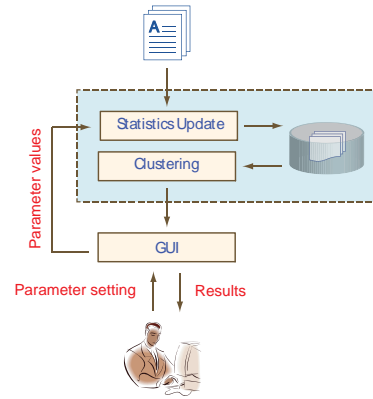 A
Statistics Update
Clustering
Parameter values
GUI
Parameter setting
Results